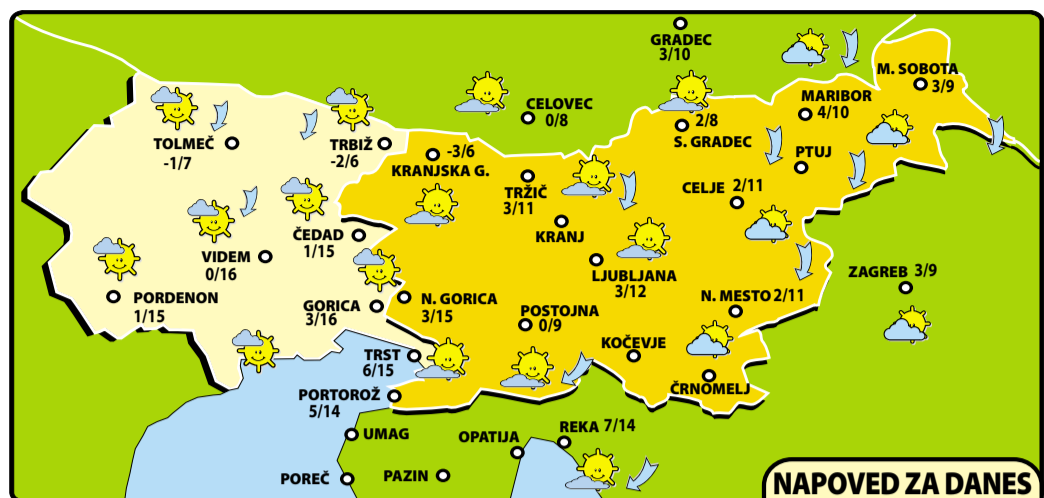 GRADEC
3/10
M. SOBOTA
3/9
MARIBOR
4/10
CELOVEC
0/8
2/8
S. GRADEC
TOLMEČ
-1/7
TRBIŽ
-2/6
-3/6
KRANJSKA G.
PTUJ
TRŽIČ
3/11
CELJE 2/11
KRANJ
ČEDAD
1/15
VIDEM
0/16
LJUBLJANA
3/12
ZAGREB 3/9
PORDENON
1/15
GORICA
3/16
N. GORICA
3/15
POSTOJNA
0/9
N. MESTO 2/11
KOČEVJE
TRST
6/15
ČRNOMELJ
PORTOROŽ
5/14
UMAG
OPATIJA
REKA 7/14
POREČ
PAZIN
NAPOVED ZA DANES